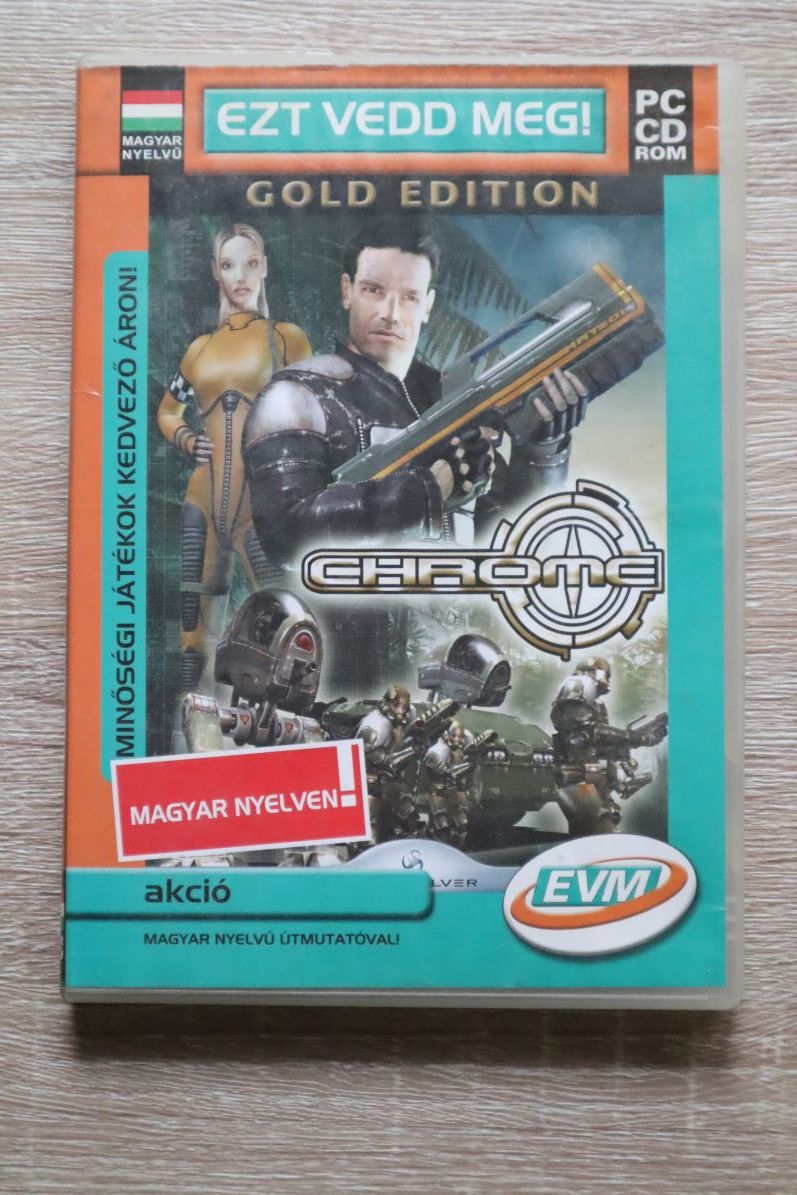 MAGYAR
NYELVŰ
EZT VEDD MEG!
PC
CD
ROM
GOLD EDITION
MINŐSÉGI JÁTÉKOK KEDVEZŐ ÁRON!
CHROME
MAGYAR NYELVEN!
akció
EVM
MAGYAR NYELVŰ ÚTMUTATÓVAL!